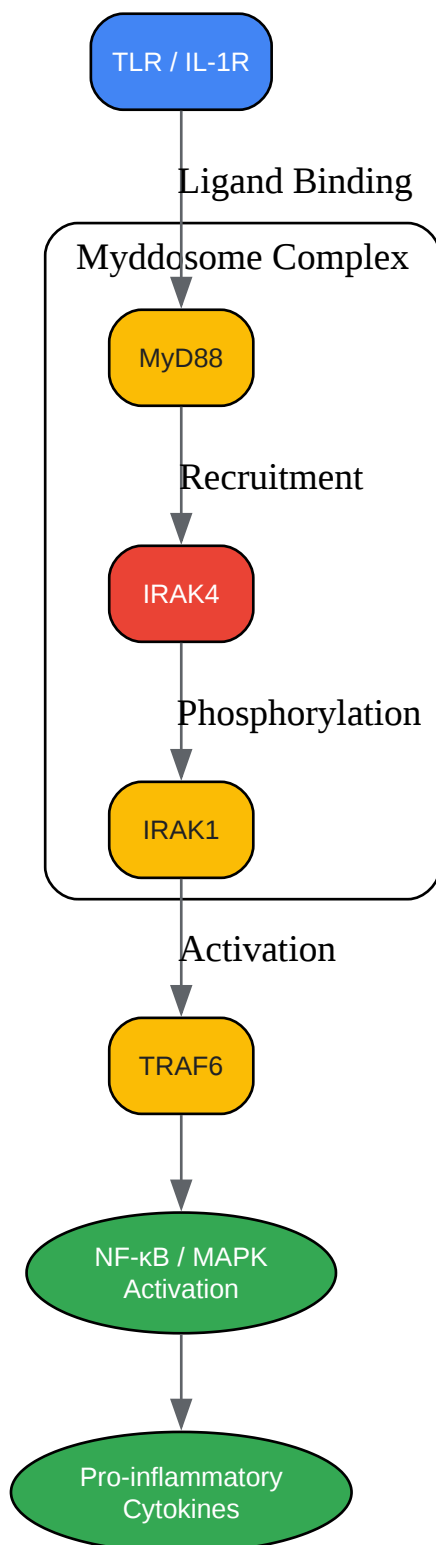 TLR / IL-1R
Ligand Binding
Myddosome Complex
MyD88
Recruitment
IRAK4
Phosphorylation
IRAK1
Activation
TRAF6
NF-κB / MAPK
Activation
Pro-inflammatory
Cytokines